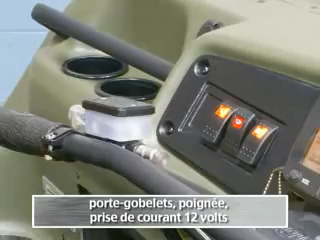 porte-gobelets, poignée,
prise de courant 12 volts